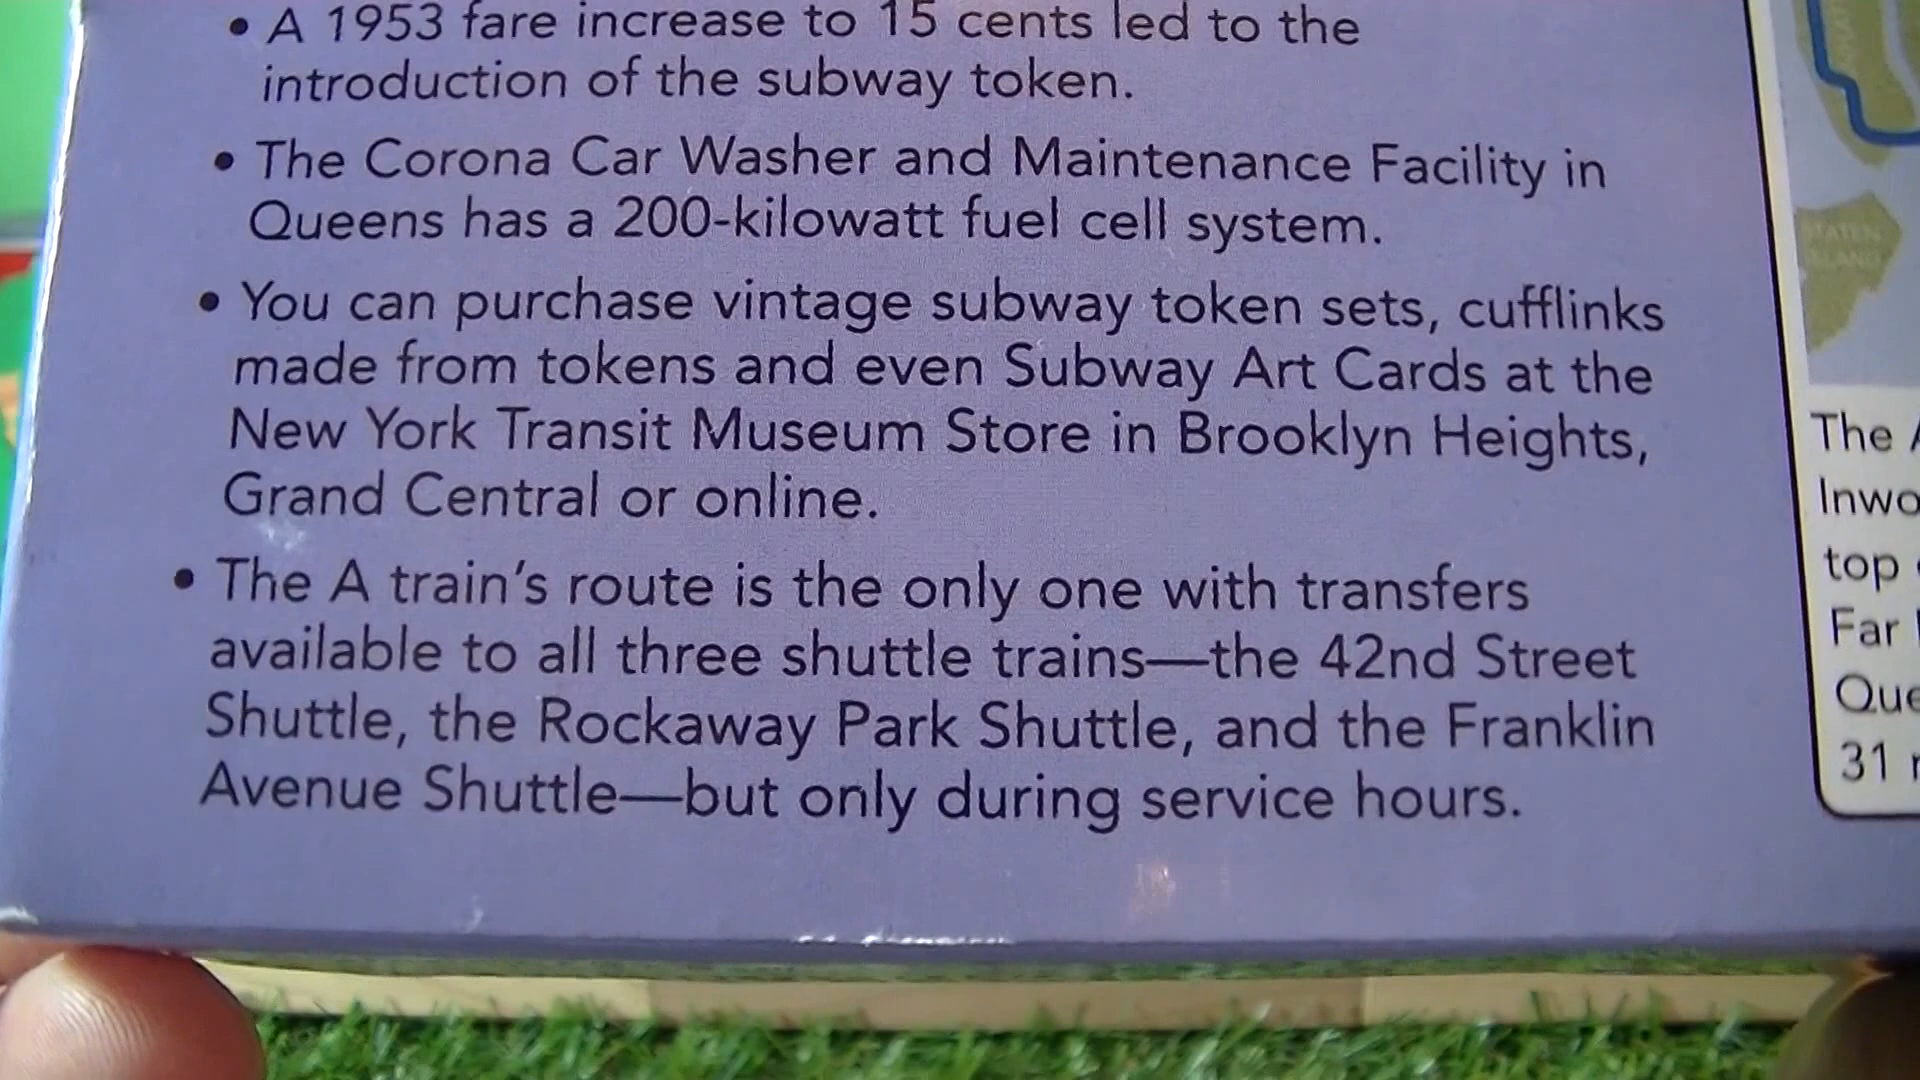 • A 1953 fare increase to 15 cents led to the
introduction of the subway token.
• The Corona Car Washer and Maintenance Facility in
Queens has a 200-kilowatt fuel cell system.
• You can purchase vintage subway token sets, cufflinks
made from tokens and even Subway Art Cards at the
New York Transit Museum Store in Brooklyn Heights,
Grand Central or online.
• The A train's route is the only one with transfers
available to all three shuttle trains—the 42nd Street
Shuttle, the Rockaway Park Shuttle, and the Franklin
Avenue Shuttle—but only during service hours.
STATEN
ISLAND
The
top
Far
31